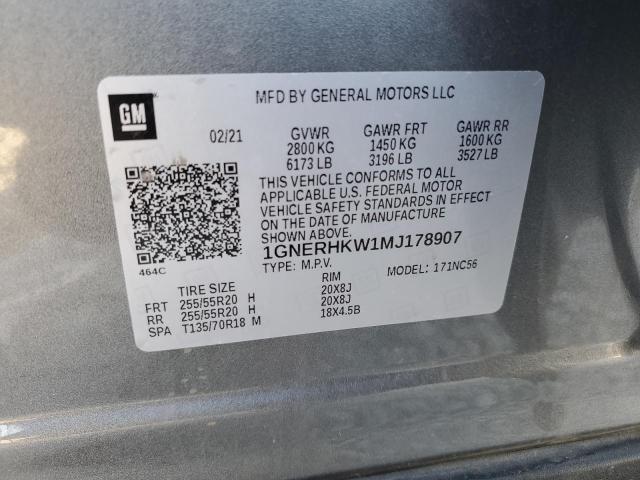 GM
MFD BY GENERAL MOTORS LLC
02/21 GVWR GAWR FRT GAWR RR
2800 KG 1450 KG 1600 KG
6173 LB 3196 LB 3527 LB
THIS VEHICLE CONFORMS TO ALL
APPLICABLE U.S. FEDERAL MOTOR
VEHICLE SAFETY STANDARDS IN EFFECT
ON THE DATE OF MANUFACTURE
SHOWN ABOVE.
1GNERHKW1MJ178907
464C
TYPE: M.P.V. MODEL: 171NC56
TIRE SIZE RIM
FRT 255/55R20 H 20X8J
RR 255/55R20 H 20X8J
SPA T135/70R18 M 18X4.5B